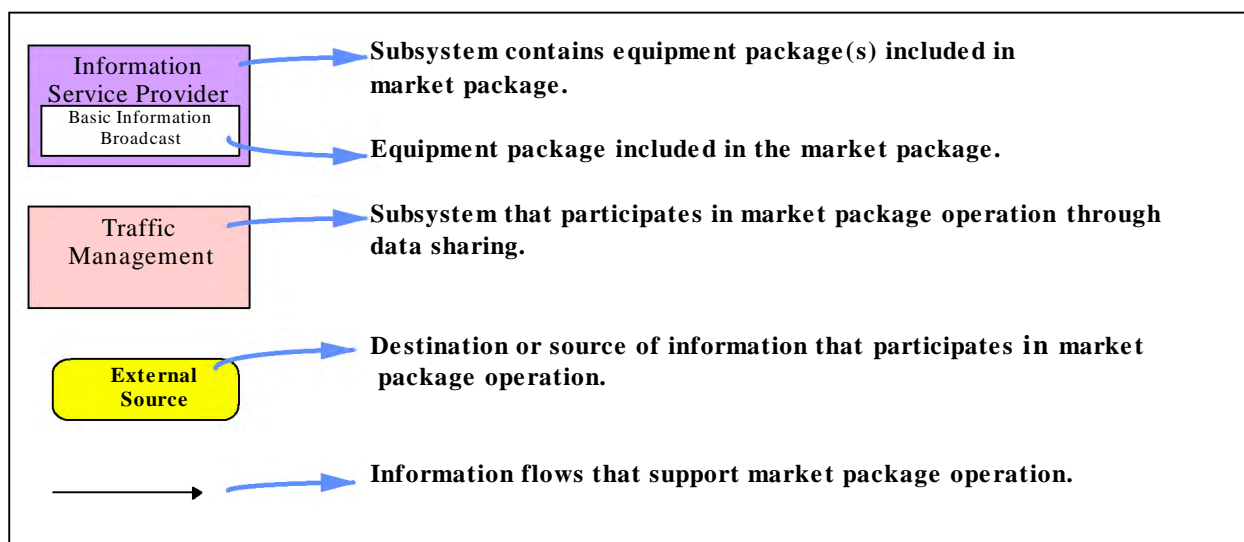 Information
Service Provider
Basic Information
Broadcast
Subsystem contains equipment package(s) included in
market package.
Equipment package included in the market package.
Traffic
Management
Subsystem that participates in market package operation through
data sharing.
External
Source
Destination or source of information that participates in market
package operation.
Information flows that support market package operation.